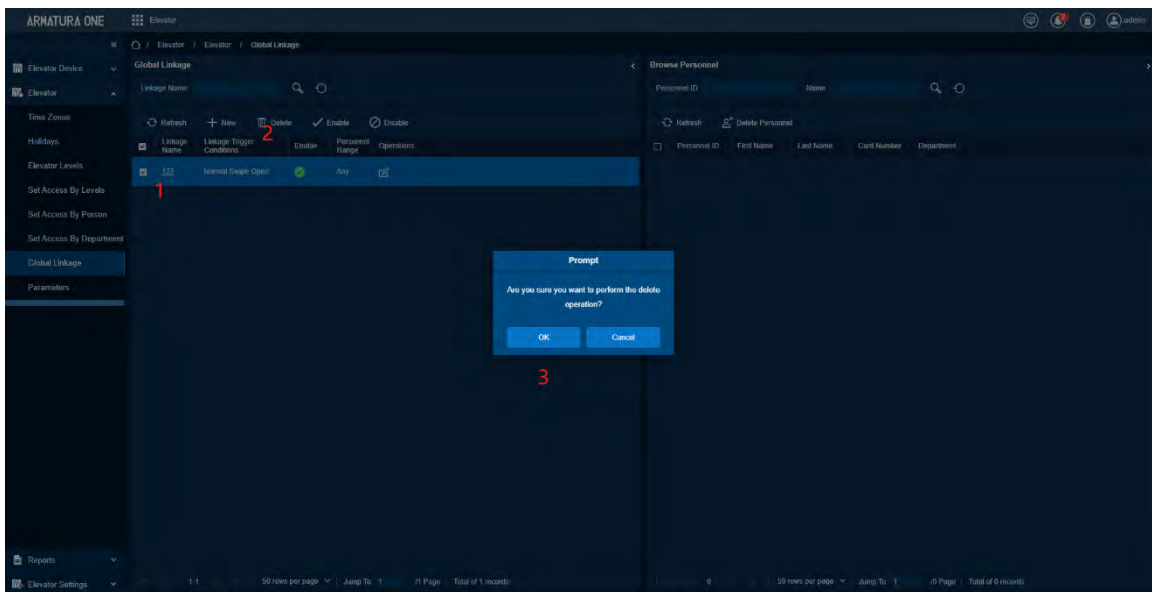 ARMATURA ONE
Elevator
admin
/ Elevator / Elevator / Global Linkage
Elevator Device
Elevator
Time Zones
Holidays
Elevator Levels
Set Access By Levels
Set Access By Person
Set Access By Department
Global Linkage
Parameters
Reports
Elevator Settings
Global Linkage
Linkage Name
Refresh New Delete Enable Disable
2
Linkage Name Linkage Trigger Conditions Enable Personnel Range Operations
123 Normal Swipe Open Any
1
1-1 50 rows per page Jump To 1 /1 Page Total of 1 records
Browse Personnel
Personnel ID Name
Refresh Delete Personnel
Personnel ID First Name Last Name Card Number Department
0 50 rows per page Jump To 1 /0 Page Total of 0 records
Prompt
Are you sure you want to perform the delete
operation?
OK Cancel
3